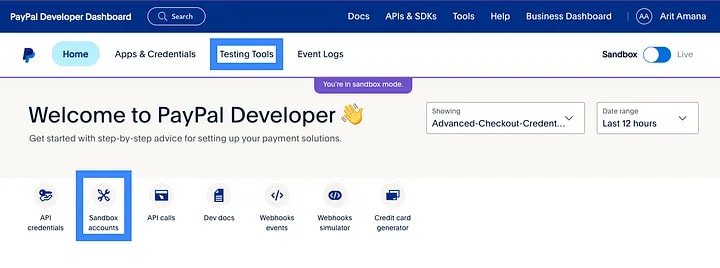 PayPal Developer Dashboard
Search
Docs
APIs & SDKs
Tools
Help
Business Dashboard
AA
Arit Amana
Home
Apps & Credentials
Testing Tools
Event Logs
Sandbox
Live
You're in sandbox mode.
Welcome to PayPal Developer 👋
Get started with step-by-step advice for setting up your payment solutions.
Showing
Advanced-Checkout-Credent...
Date range
Last 12 hours
API
credentials
Sandbox
accounts
API calls
Dev docs
Webhooks
events
Webhooks
simulator
Credit card
generator